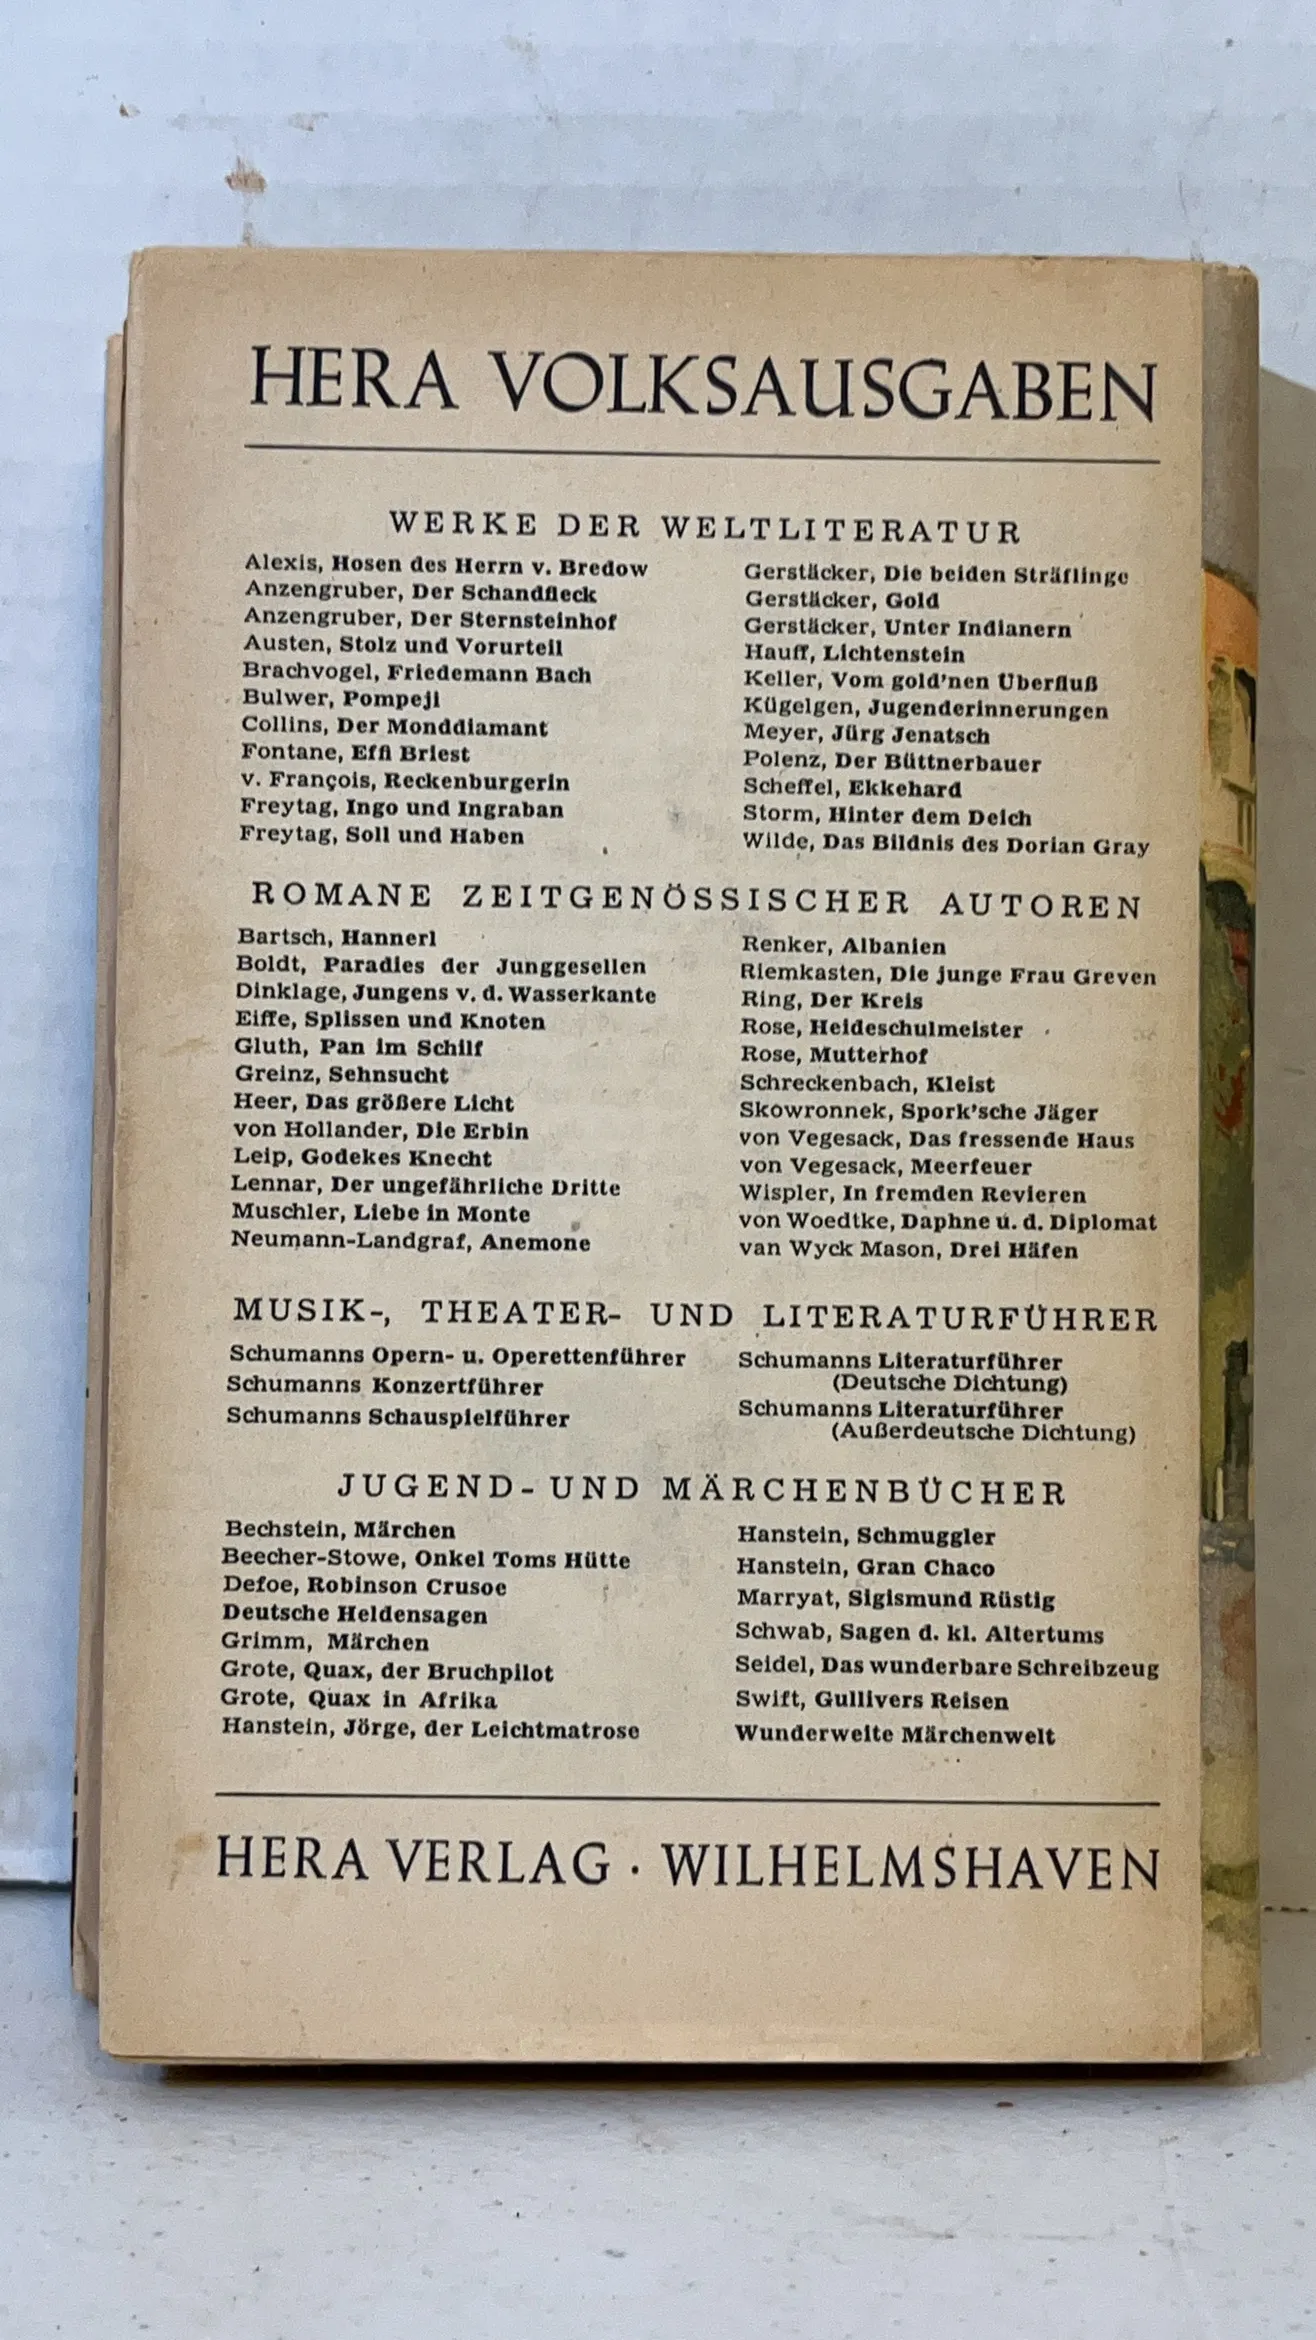 HERA VOLKSAUSGABEN
WERKE DER WELTLITERATUR
Alexis, Hosen des Herrn v. Bredow
Anzengruber, Der Schandfleck
Anzengruber, Der Sternsteinhof
Austen, Stolz und Vorurteil
Brachvogel, Friedemann Bach
Bulwer, Pompeji
Collins, Der Monddiamant
Fontane, Effi Briest
v. François, Reckenburgerin
Freytag, Ingo und Ingraban
Freytag, Soll und Haben
Gerstäcker, Die beiden Sträflinge
Gerstäcker, Gold
Gerstäcker, Unter Indianern
Hauff, Lichtenstein
Keller, Vom gold'nen Überfluß
Kügelgen, Jugenderinnerungen
Meyer, Jürg Jenatsch
Polenz, Der Büttnerbauer
Scheffel, Ekkehard
Storm, Hinter dem Deich
Wilde, Das Bildnis des Dorian Gray
ROMANE ZEITGENÖSSISCHER AUTOREN
Bartsch, Hannerl
Boldt, Paradies der Junggesellen
Dinklage, Jungens v. d. Wasserkante
Eiffe, Splissen und Knoten
Gluth, Pan im Schilf
Greinz, Sehnsucht
Heer, Das größere Licht
von Hollander, Die Erbin
Leip, Godekes Knecht
Lennar, Der ungefährliche Dritte
Muschler, Liebe in Monte
Neumann-Landgraf, Anemone
Renker, Albanien
Riemkasten, Die junge Frau Greven
Ring, Der Kreis
Rose, Heideschulmeister
Rose, Mutterhof
Schreckenbach, Kleist
Skowronnek, Spork'sche Jäger
von Vegesack, Das fressende Haus
von Vegesack, Meerfeuer
Wispler, In fremden Revieren
von Woedtke, Daphne u. d. Diplomat
van Wyck Mason, Drei Häfen
MUSIK-, THEATER- UND LITERATURFÜHRER
Schumanns Opern- u. Operettenführer
Schumanns Konzertführer
Schumanns Schauspielführer
Schumanns Literaturführer
(Deutsche Dichtung)
Schumanns Literaturführer
(Außerdeutsche Dichtung)
JUGEND- UND MÄRCHENBÜCHER
Bechstein, Märchen
Beecher-Stowe, Onkel Toms Hütte
Defoe, Robinson Crusoe
Deutsche Heldensagen
Grimm, Märchen
Grote, Quax, der Bruchpilot
Grote, Quax in Afrika
Hanstein, Jörge, der Leichtmatrose
Hanstein, Schmuggler
Hanstein, Gran Chaco
Marryat, Sigismund Rüstig
Schwab, Sagen d. kl. Altertums
Seidel, Das wunderbare Schreibzeug
Swift, Gullivers Reisen
Wunderweite Märchenwelt
HERA VERLAG · WILHELMSHAVEN